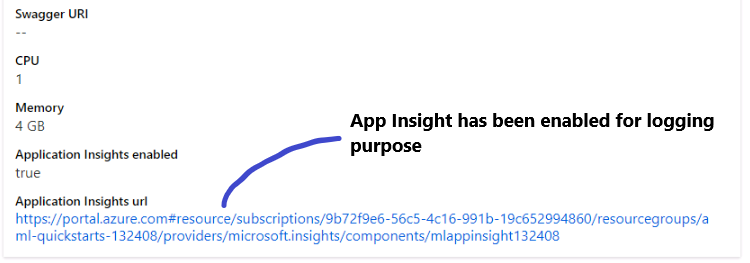 Swagger URI
--
CPU
1
Memory
4 GB
App Insight has been enabled for logging
purpose
Application Insights enabled
true
Application Insights url
https://portal.azure.com#resource/subscriptions/9b72f9e6-56c5-4c16-991b-19c652994860/resourcegroups/a
ml-quickstarts-132408/providers/microsoft.insights/components/mlappinsight132408